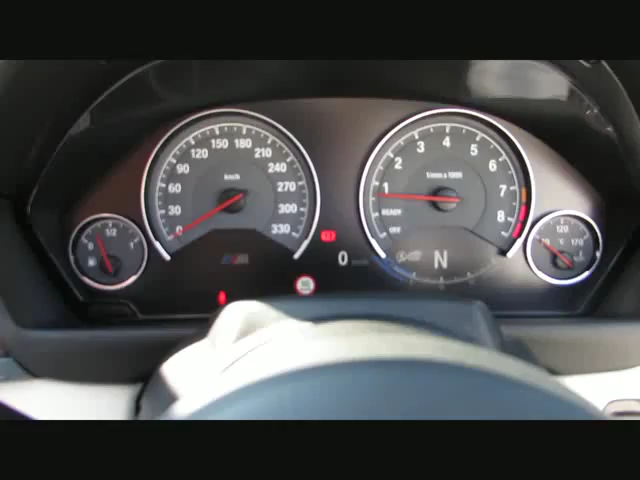 0 30 60 90 120 150 180 210 240 270 300 330
km/h
1 2 3 4 5 6 7 8
1/min x 1000
READY
OFF
0 1/2 1
120
°C 170
M
0
N